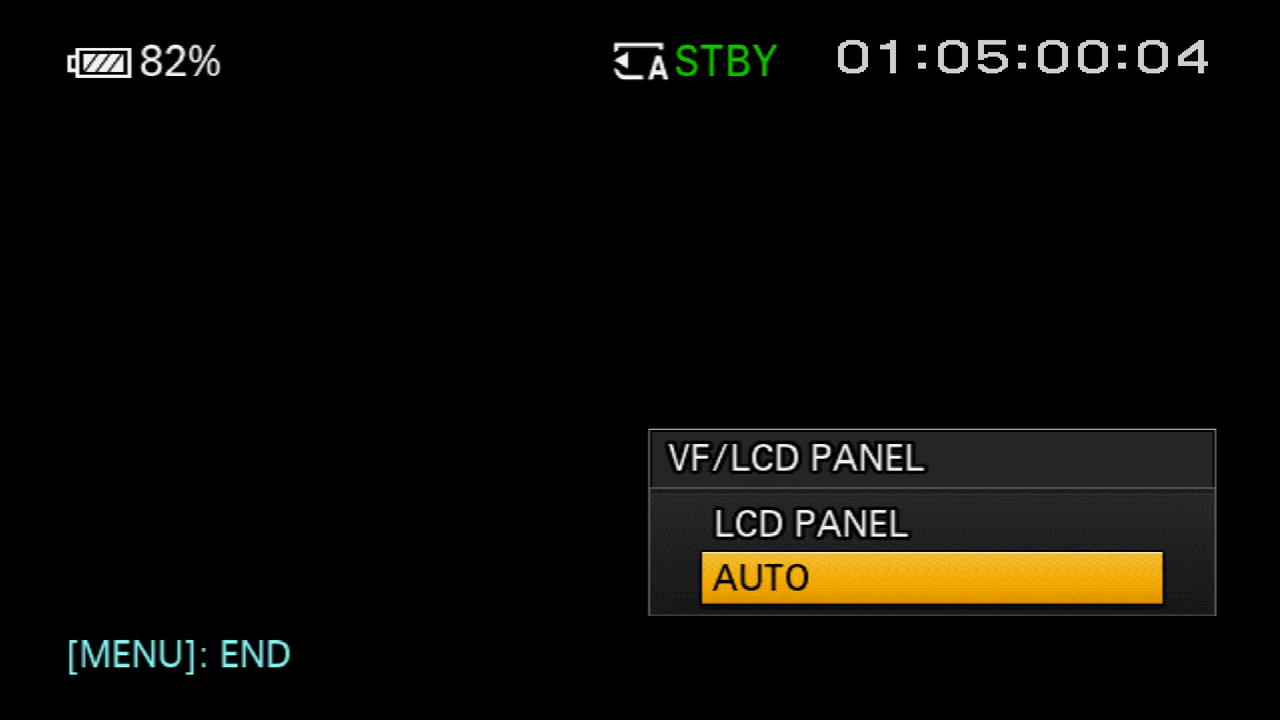 82%
A STBY 01:05:00:04
VF/LCD PANEL
LCD PANEL
AUTO
[MENU]: END